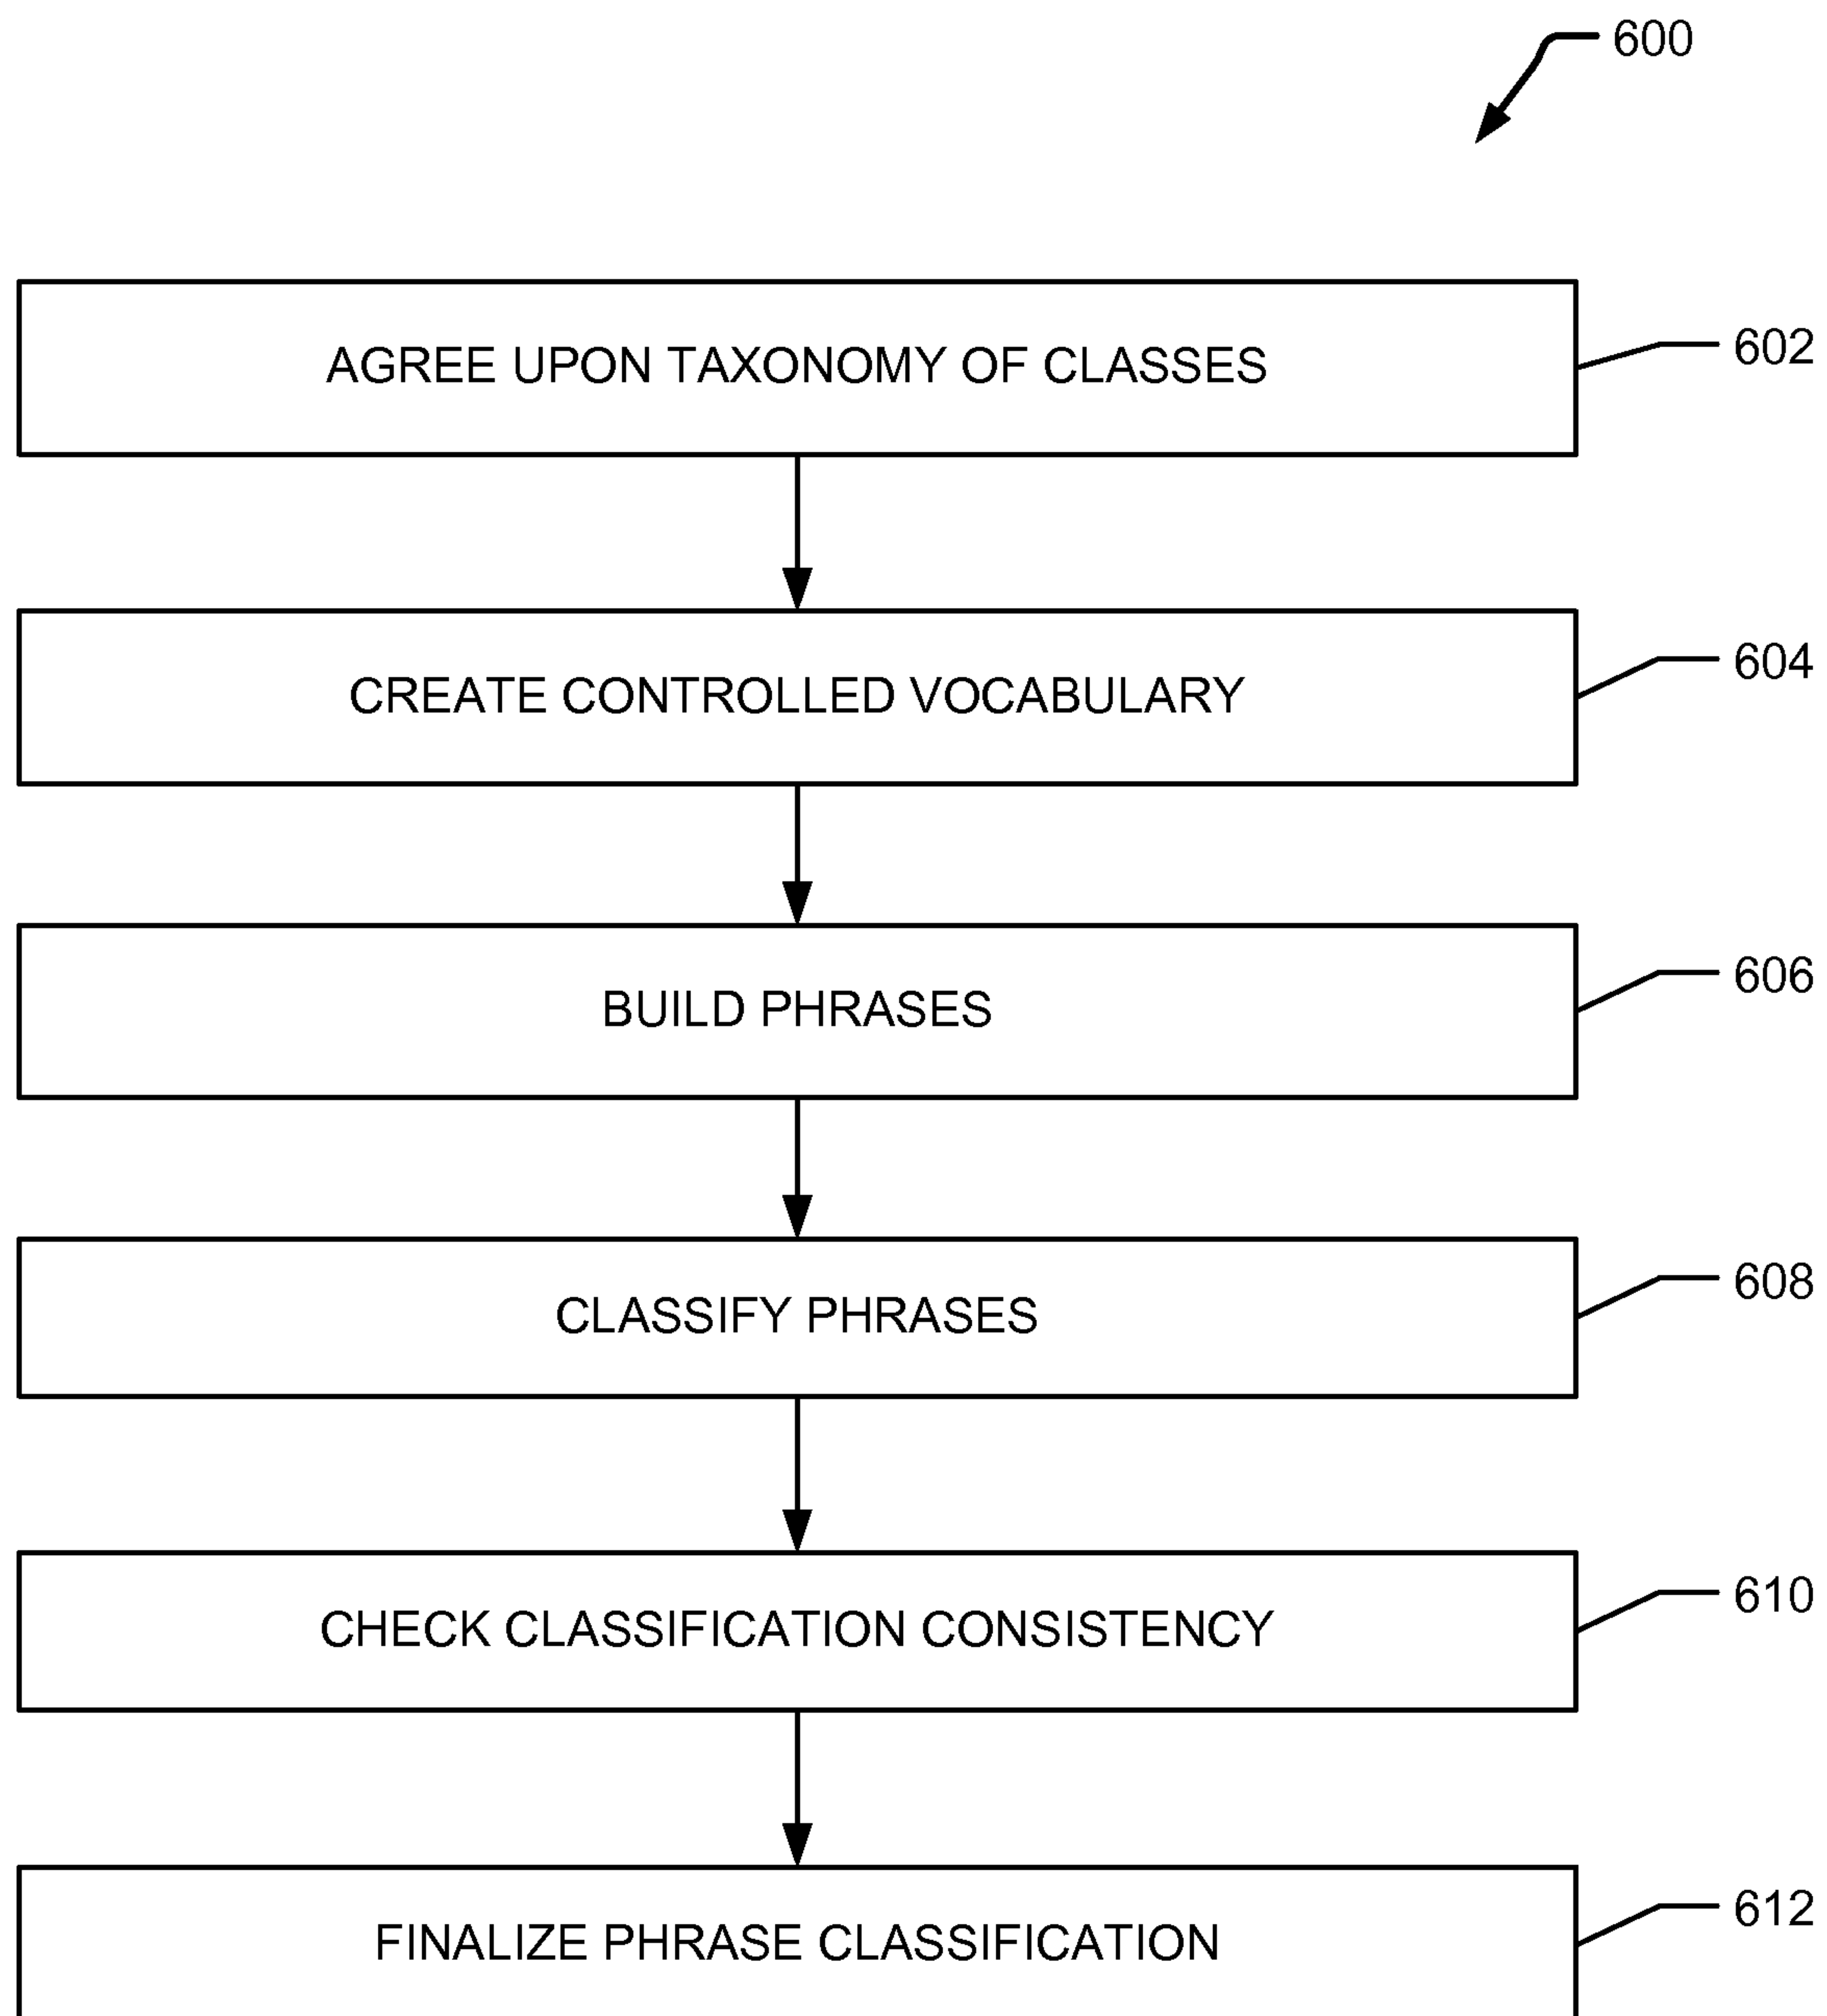 600
AGREE UPON TAXONOMY OF CLASSES
602
CREATE CONTROLLED VOCABULARY
604
BUILD PHRASES
606
CLASSIFY PHRASES
608
CHECK CLASSIFICATION CONSISTENCY
610
FINALIZE PHRASE CLASSIFICATION
612